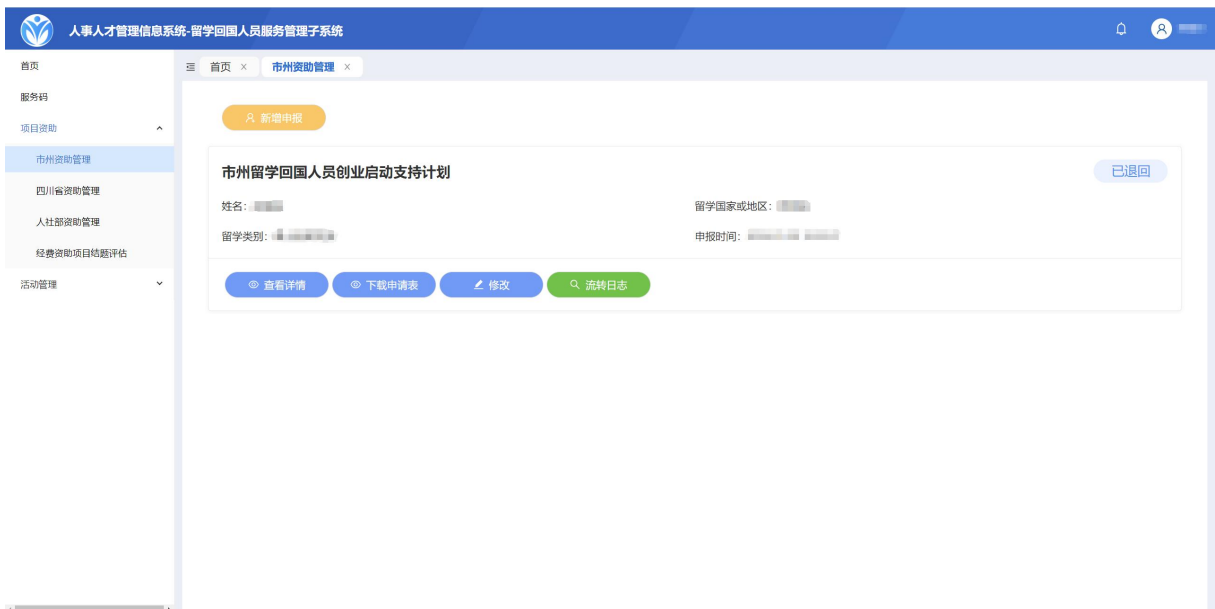 人事人才管理信息系统-留学回国人员服务管理子系统
首页
服务码
项目资助
市州资助管理
四川省资助管理
人社部资助管理
经费资助项目结题评估
活动管理
首页 ×
市州资助管理 ×
新增申报
市州留学回国人员创业启动支持计划
已退回
姓名：
留学国家或地区：
留学类别：
申报时间：
查看详情
下载申请表
修改
流转日志